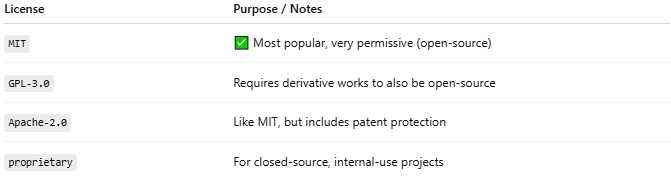 License Purpose / Notes
MIT ✅ Most popular, very permissive (open-source)
GPL-3.0 Requires derivative works to also be open-source
Apache-2.0 Like MIT, but includes patent protection
proprietary For closed-source, internal-use projects